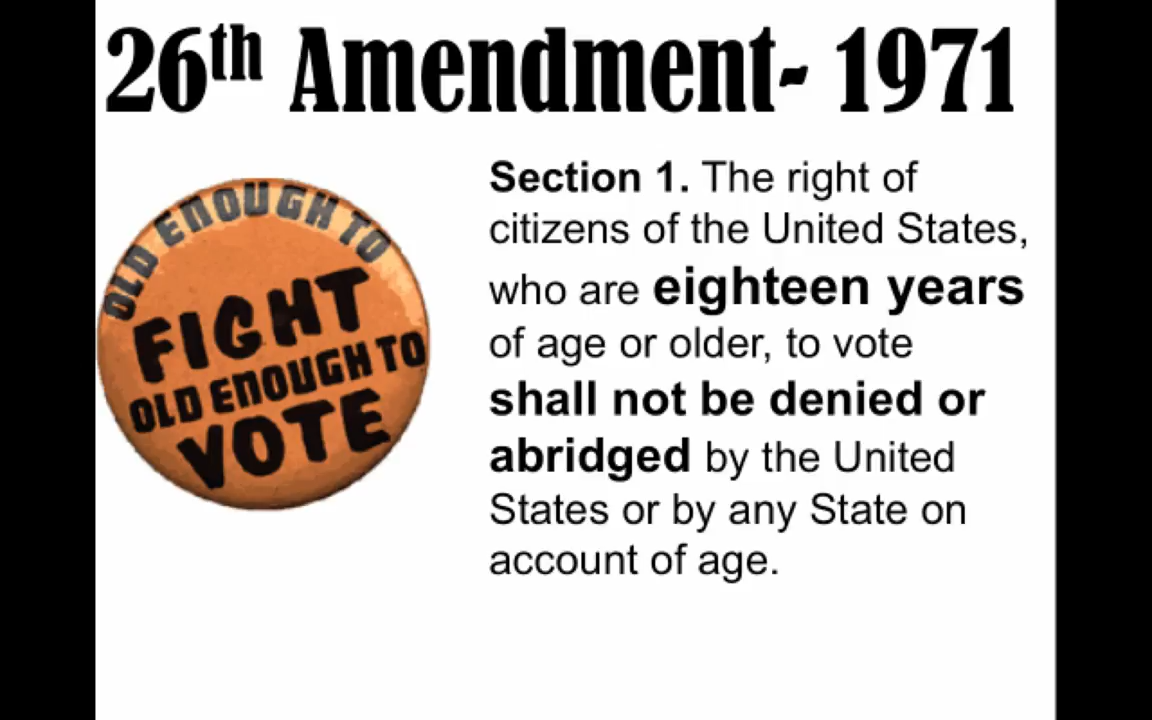 26th Amendment- 1971
OLD ENOUGH TO
FIGHT
OLD ENOUGH TO
VOTE
Section 1. The right of
citizens of the United States,
who are eighteen years
of age or older, to vote
shall not be denied or
abridged by the United
States or by any State on
account of age.